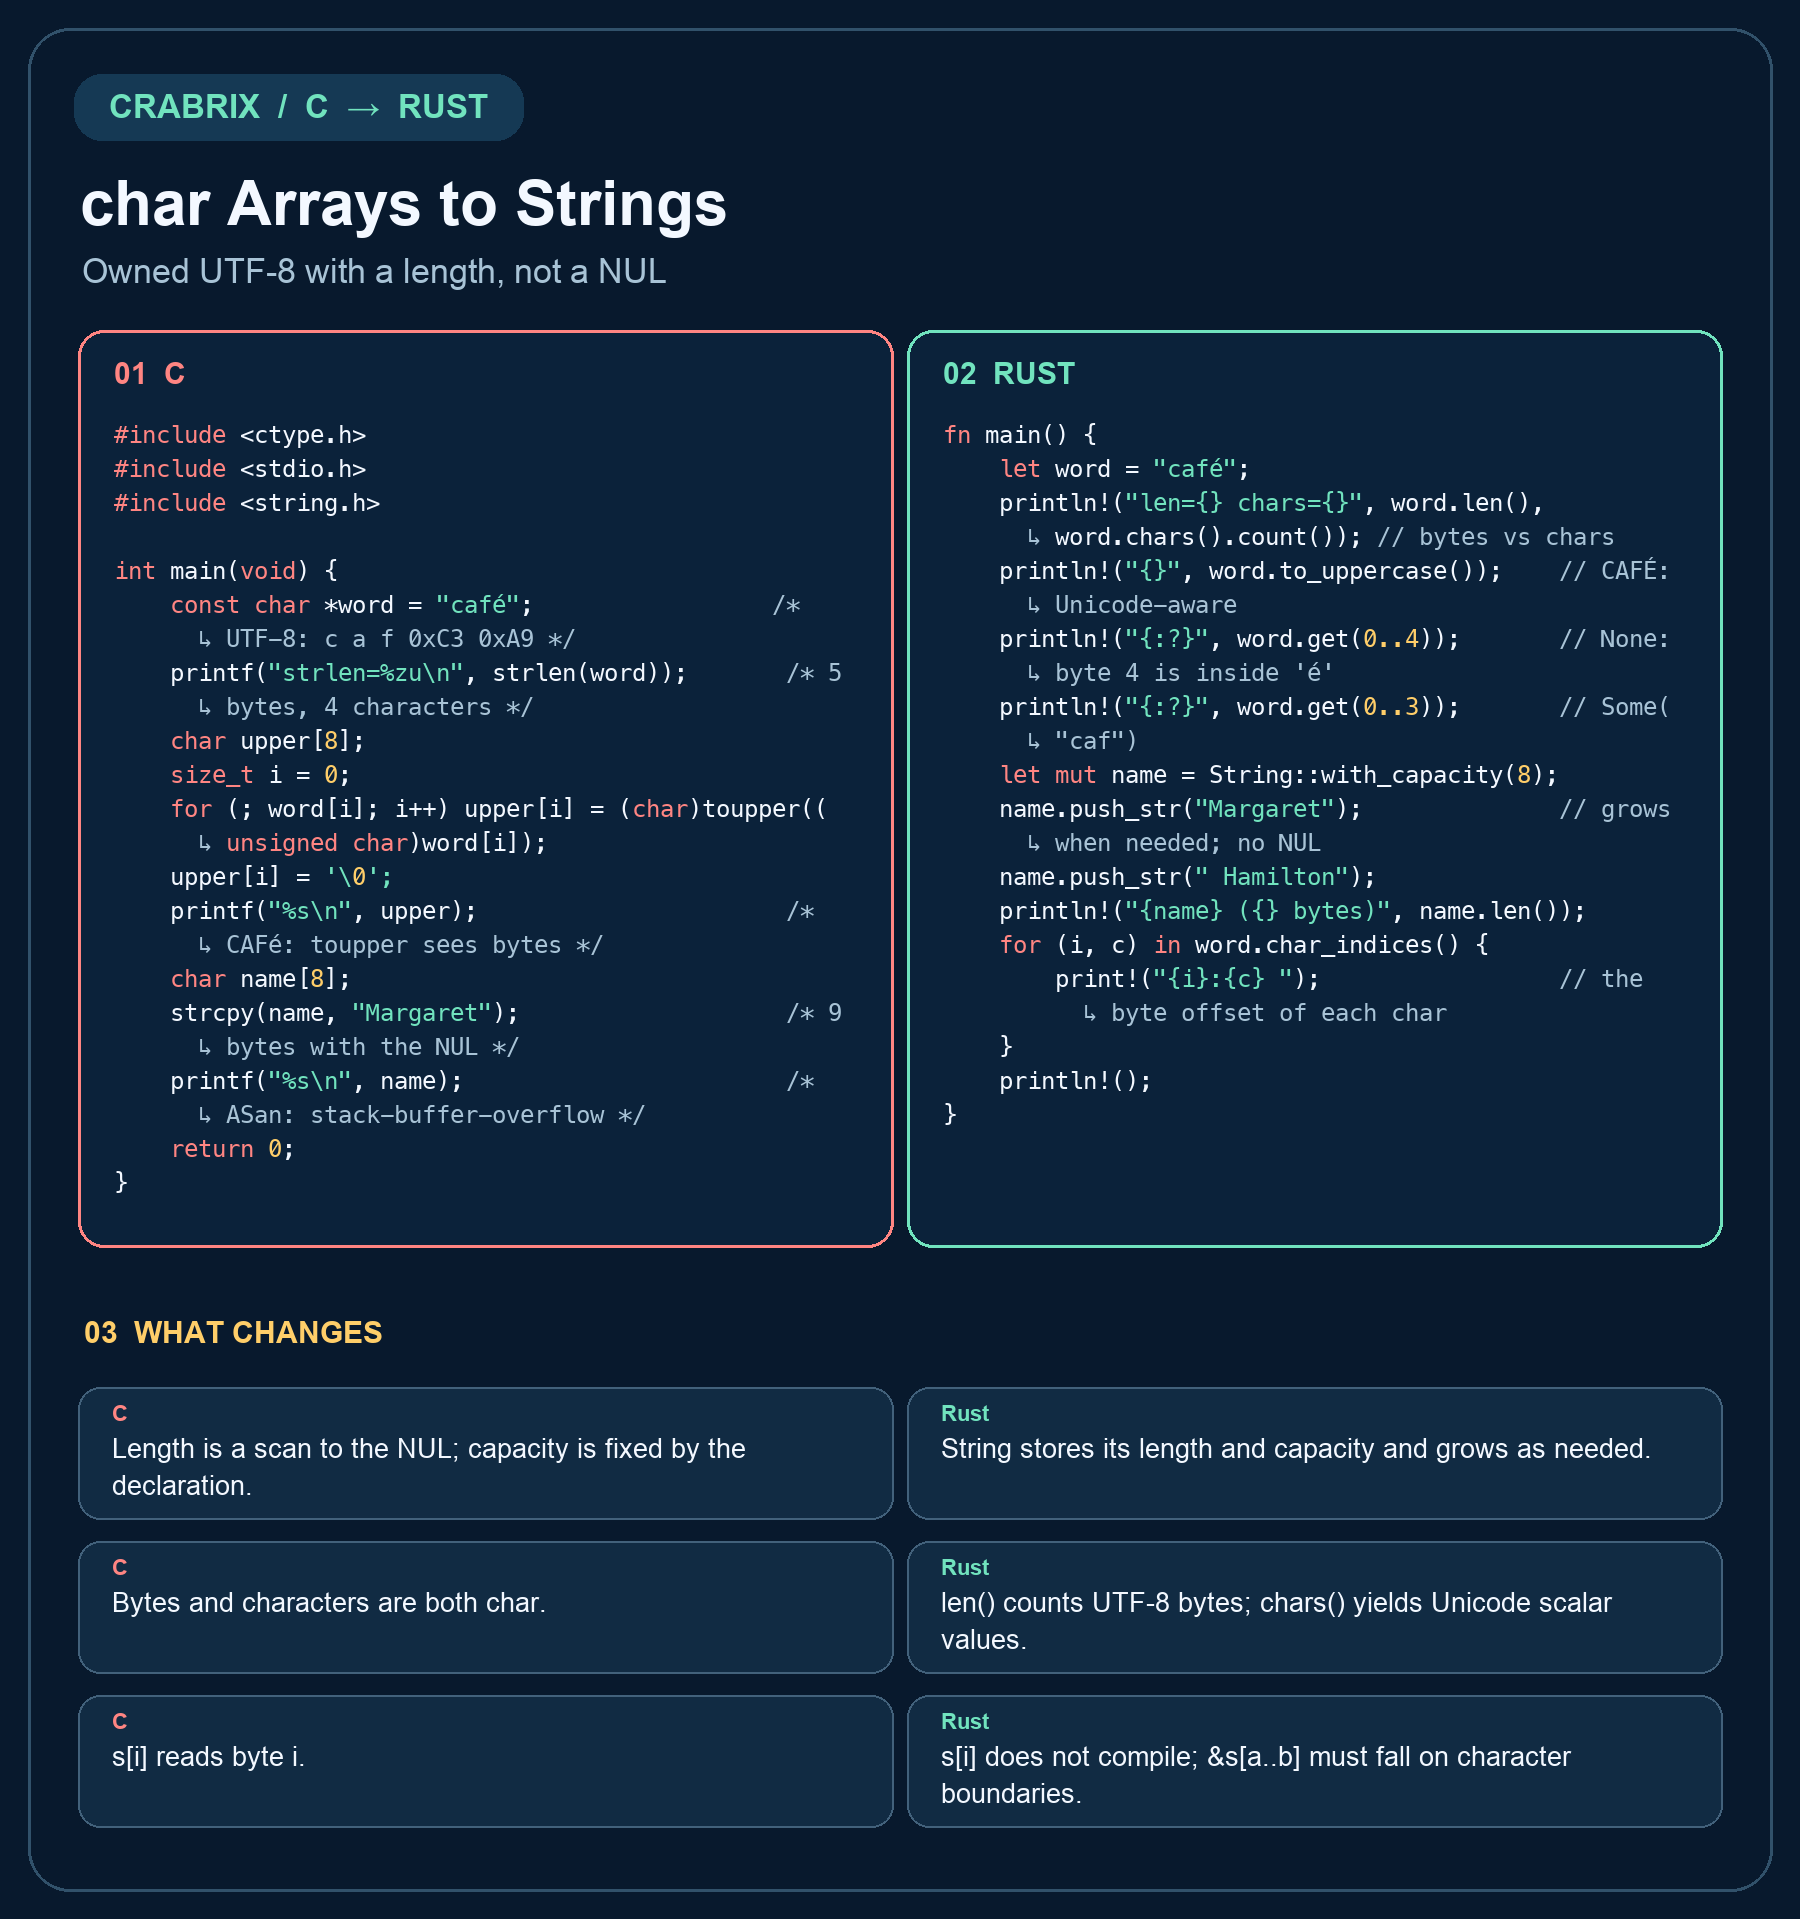 CRABRIX / C → RUST
char Arrays to Strings
Owned UTF-8 with a length, not a NUL
01 C
#include <ctype.h>
#include <stdio.h>
#include <string.h>
int main(void) {
    const char *word = "café";                 /*
      ↳ UTF-8: c a f 0xC3 0xA9 */
    printf("strlen=%zu\n", strlen(word));       /* 5
      ↳ bytes, 4 characters */
    char upper[8];
    size_t i = 0;
    for (; word[i]; i++) upper[i] = (char)toupper((
      ↳ unsigned char)word[i]);
    upper[i] = '\0';
    printf("%s\n", upper);                      /*
      ↳ CAFé: toupper sees bytes */
    char name[8];
    strcpy(name, "Margaret");                   /* 9
      ↳ bytes with the NUL */
    printf("%s\n", name);                       /*
      ↳ ASan: stack-buffer-overflow */
    return 0;
}
02 RUST
fn main() {
    let word = "café";
    println!("len={} chars={}", word.len(),
      ↳ word.chars().count()); // bytes vs chars
    println!("{}", word.to_uppercase());    // CAFÉ:
      ↳ Unicode-aware
    println!("{:?}", word.get(0..4));       // None:
      ↳ byte 4 is inside 'é'
    println!("{:?}", word.get(0..3));       // Some(
      ↳ "caf")
    let mut name = String::with_capacity(8);
    name.push_str("Margaret");              // grows
      ↳ when needed; no NUL
    name.push_str(" Hamilton");
    println!("{name} ({} bytes)", name.len());
    for (i, c) in word.char_indices() {
        print!("{i}:{c} ");                 // the
          ↳ byte offset of each char
    }
    println!();
}
03 WHAT CHANGES
C
Length is a scan to the NUL; capacity is fixed by the
declaration.
Rust
String stores its length and capacity and grows as needed.
C
Bytes and characters are both char.
Rust
len() counts UTF-8 bytes; chars() yields Unicode scalar
values.
C
s[i] reads byte i.
Rust
s[i] does not compile; &s[a..b] must fall on character
boundaries.